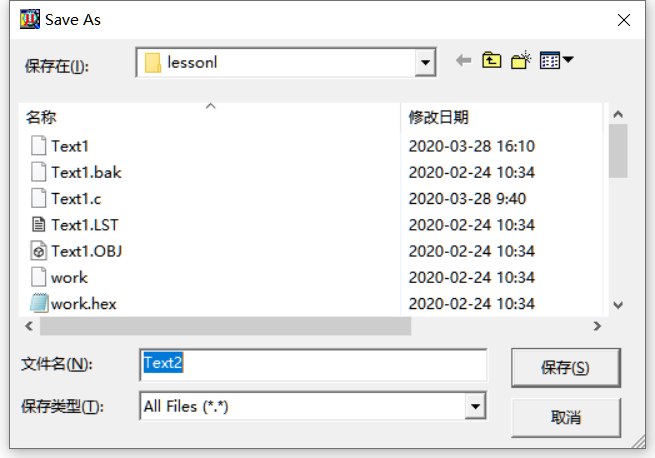 Save As
保存在(I):
lessonl
名称 修改日期
Text1 2020-03-28 16:10
Text1.bak 2020-02-24 10:34
Text1.c 2020-03-28 9:40
Text1.LST 2020-02-24 10:34
Text1.OBJ 2020-02-24 10:34
work 2020-02-24 10:34
work.hex 2020-02-24 10:34
文件名(N): Text2 保存(S)
保存类型(T): All Files (*.*) 取消